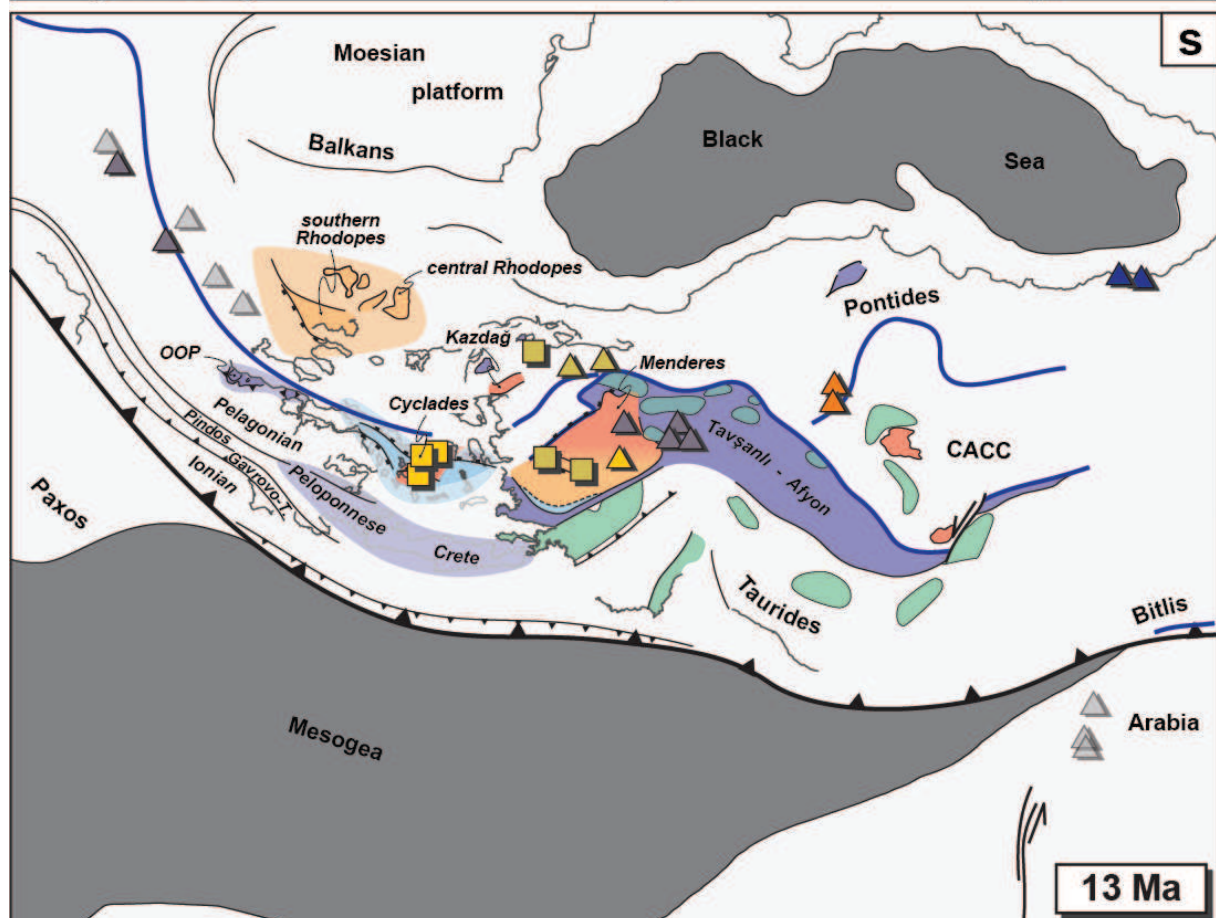 S
Moesian
platform
Balkans
Black
Sea
southern
Rhodopes
central Rhodopes
Pontides
Kazdağ
Menderes
OOP
Cyclades
Pelagonian
Pindos
Gavrovo-T.
Ionian
Peloponnese
Paxos
Crete
Tavşanlı - Afyon
CACC
Taurides
Bitlis
Mesogea
Arabia
13 Ma